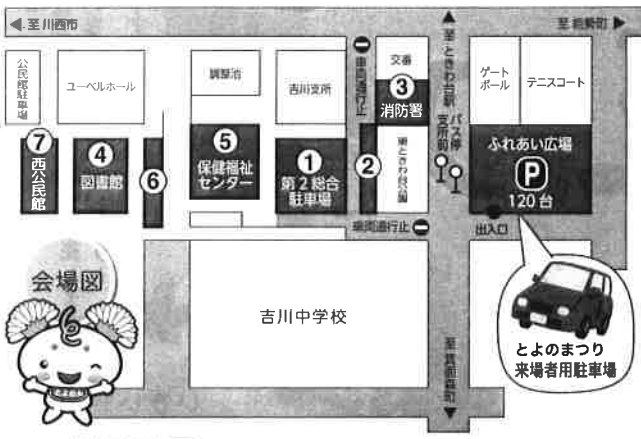 至 川西市
至 能勢町
公民館駐車場
ユーベルホール
調整池
吉川支所
車両通行止
交番
③
消防署
至 ときわ台駅
バス停
支所前
ゲート
ボール
テニスコート
⑦
西公民館
④
図書館
⑥
⑤
保健福祉
センター
①
第2総合
駐車場
②
東ときわ台公園
ふれあい広場
P
120台
車両通行止
出入口
会場図
吉川中学校
至 箕面森町
とよのまつり
来場者用駐車場